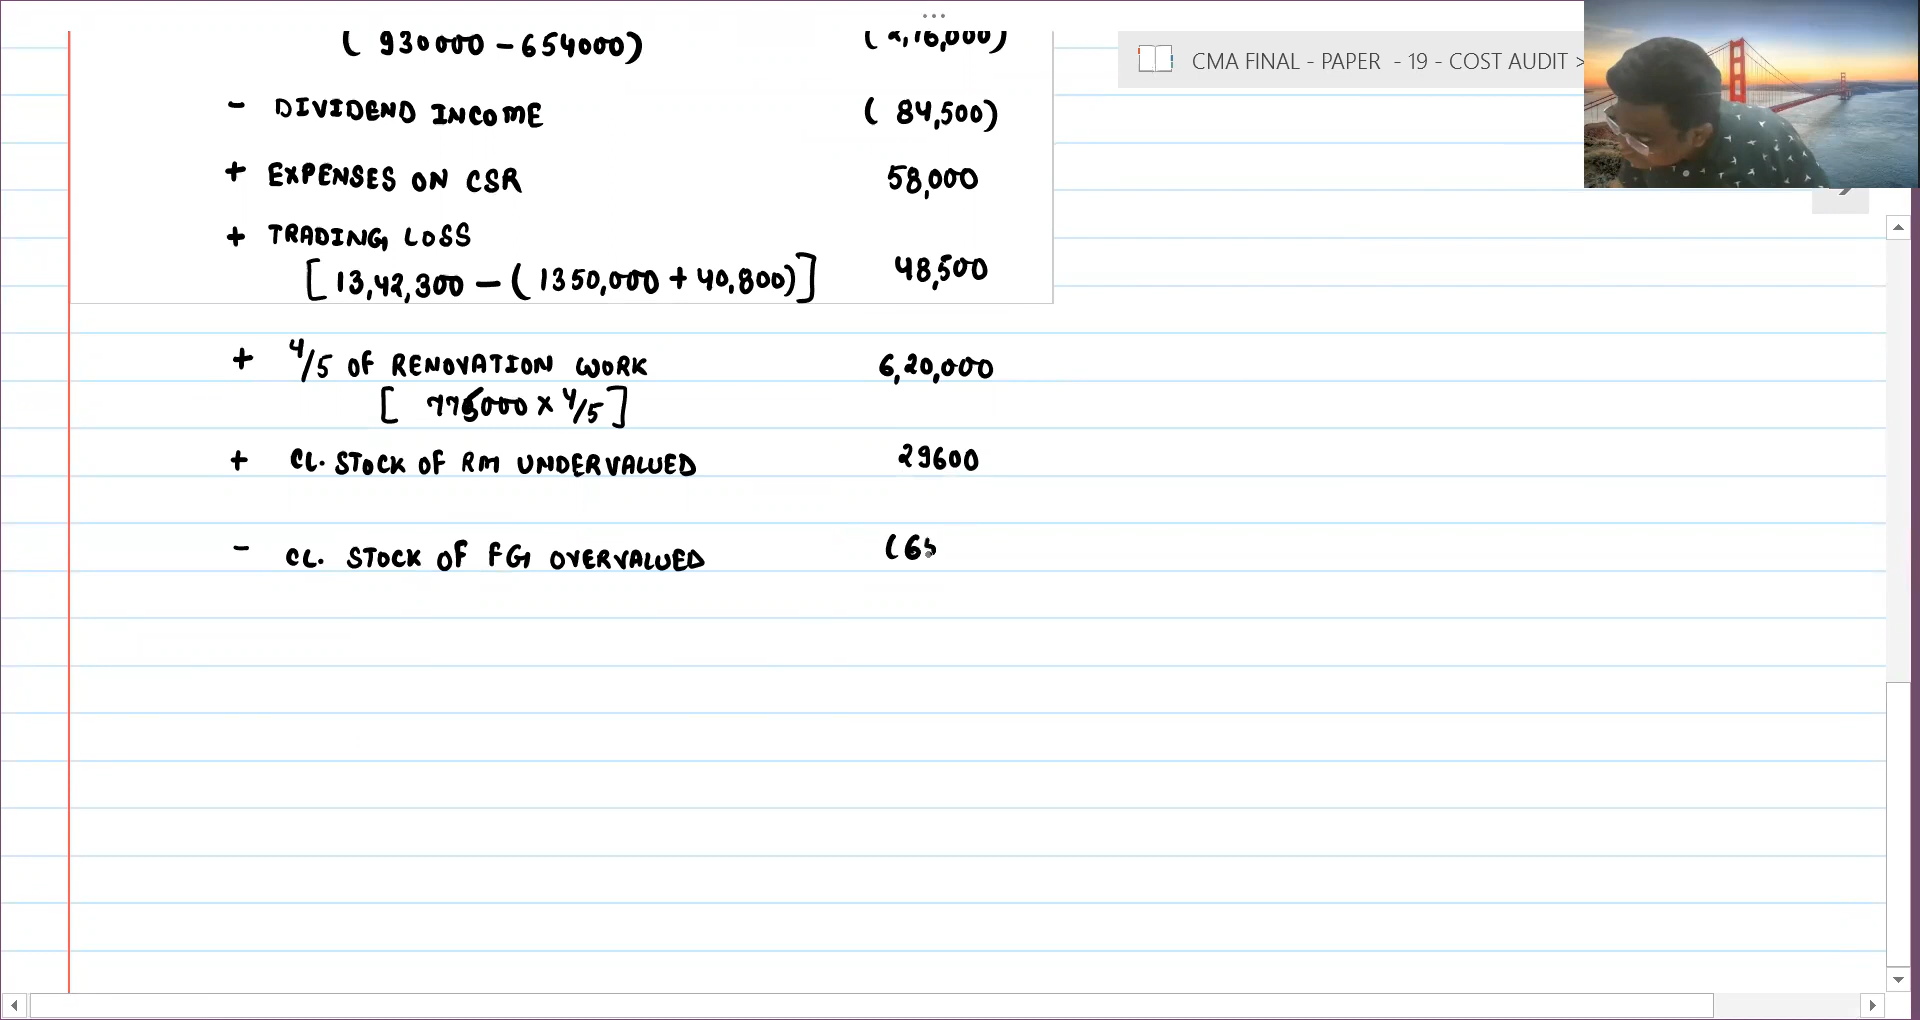 ( 930000 - 654000)
- DIVIDEND INCOME ( 84,500)
+ EXPENSES ON CSR 58,000
+ TRADING LOSS
[ 13,42,300 - ( 1350,000 + 40,800) ] 48,500
+ 4/5 OF RENOVATION WORK 6,20,000
[ 775000 x 4/5 ]
+ CL. STOCK OF RM UNDERVALUED 29600
- CL. STOCK OF FG OVERVALUED
CMA FINAL - PAPER - 19 - COST AUDIT >